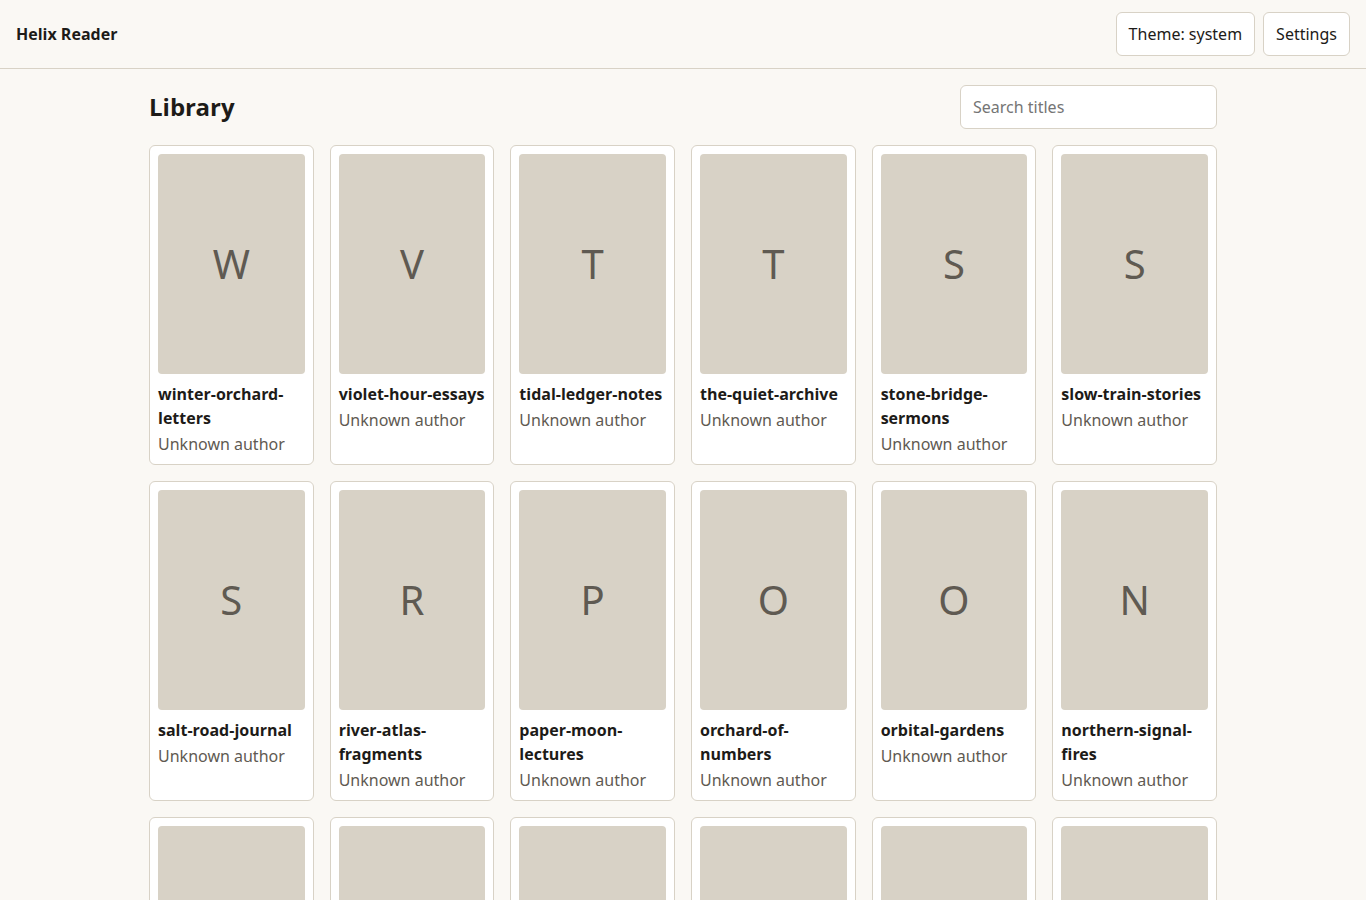 Helix Reader
Theme: system
Settings
Library
Search titles
W
V
T
T
S
S
winter-orchard-
letters
Unknown author
violet-hour-essays
Unknown author
tidal-ledger-notes
Unknown author
the-quiet-archive
Unknown author
stone-bridge-
sermons
Unknown author
slow-train-stories
Unknown author
S
R
P
O
O
N
salt-road-journal
Unknown author
river-atlas-
fragments
Unknown author
paper-moon-
lectures
Unknown author
orchard-of-
numbers
Unknown author
orbital-gardens
Unknown author
northern-signal-
fires
Unknown author